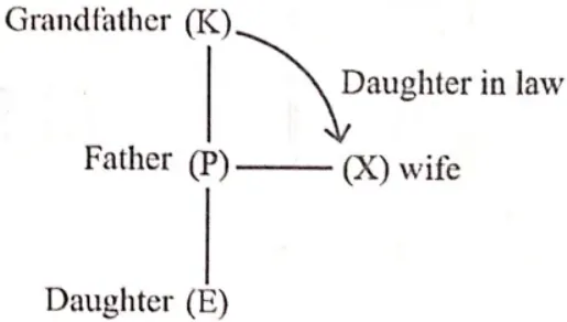 Grandfather (K)
Daughter in law
Father (P) (X) wife
Daughter (E)